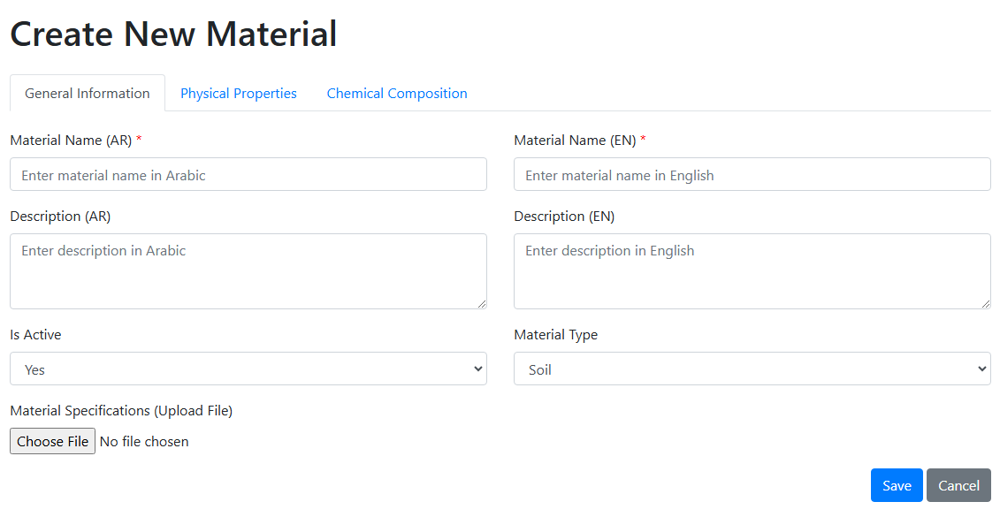 Create New Material
General Information Physical Properties Chemical Composition
Material Name (AR) * Material Name (EN) *
Enter material name in Arabic Enter material name in English
Description (AR) Description (EN)
Enter description in Arabic Enter description in English
Is Active Material Type
Yes Soil
Material Specifications (Upload File)
Choose File No file chosen
Save Cancel